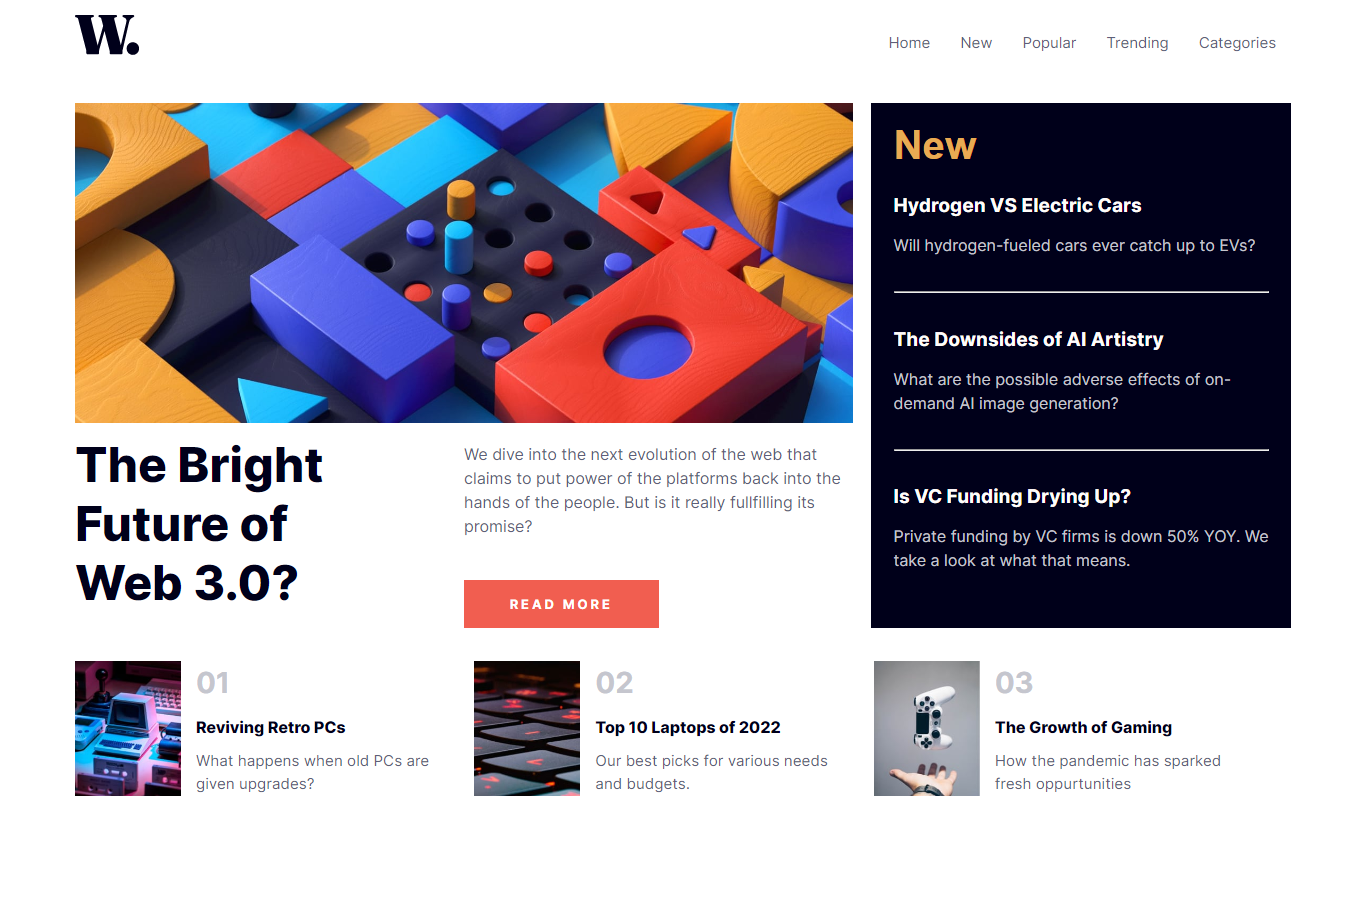 W.
Home New Popular Trending Categories
The Bright
Future of
Web 3.0?
We dive into the next evolution of the web that
claims to put power of the platforms back into the
hands of the people. But is it really fullfilling its
promise?
READ MORE
New
Hydrogen VS Electric Cars
Will hydrogen-fueled cars ever catch up to EVs?
The Downsides of AI Artistry
What are the possible adverse effects of on-
demand AI image generation?
Is VC Funding Drying Up?
Private funding by VC firms is down 50% YOY. We
take a look at what that means.
01
Reviving Retro PCs
What happens when old PCs are
given upgrades?
02
Top 10 Laptops of 2022
Our best picks for various needs
and budgets.
03
The Growth of Gaming
How the pandemic has sparked
fresh oppurtunities